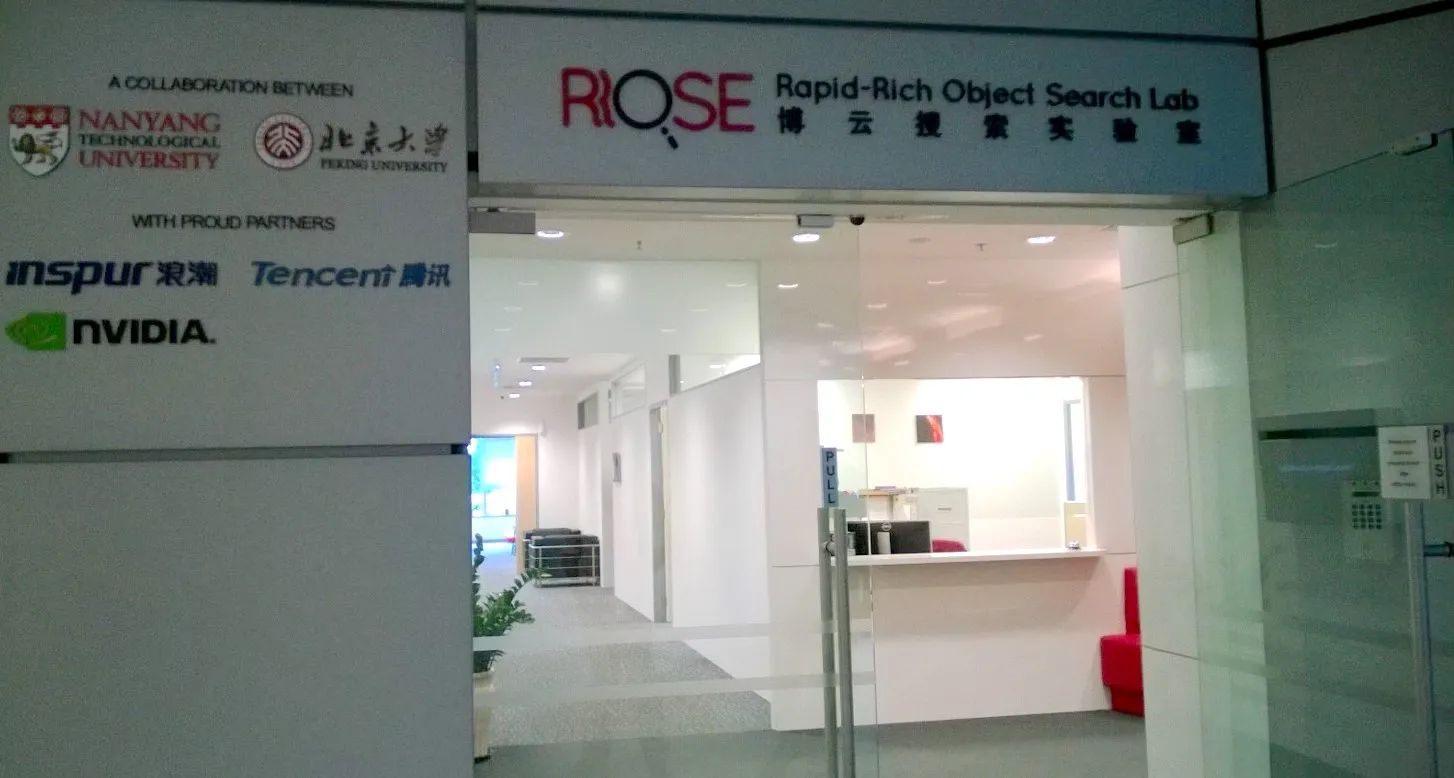 A COLLABORATION BETWEEN
NANYANG
TECHNOLOGICAL
UNIVERSITY
北京大学
PEKING UNIVERSITY
WITH PROUD PARTNERS
inspur 浪潮
Tencent 腾讯
NVIDIA.
ROSE
Rapid-Rich Object Search Lab
博云搜索实验室
PULL
PUSH